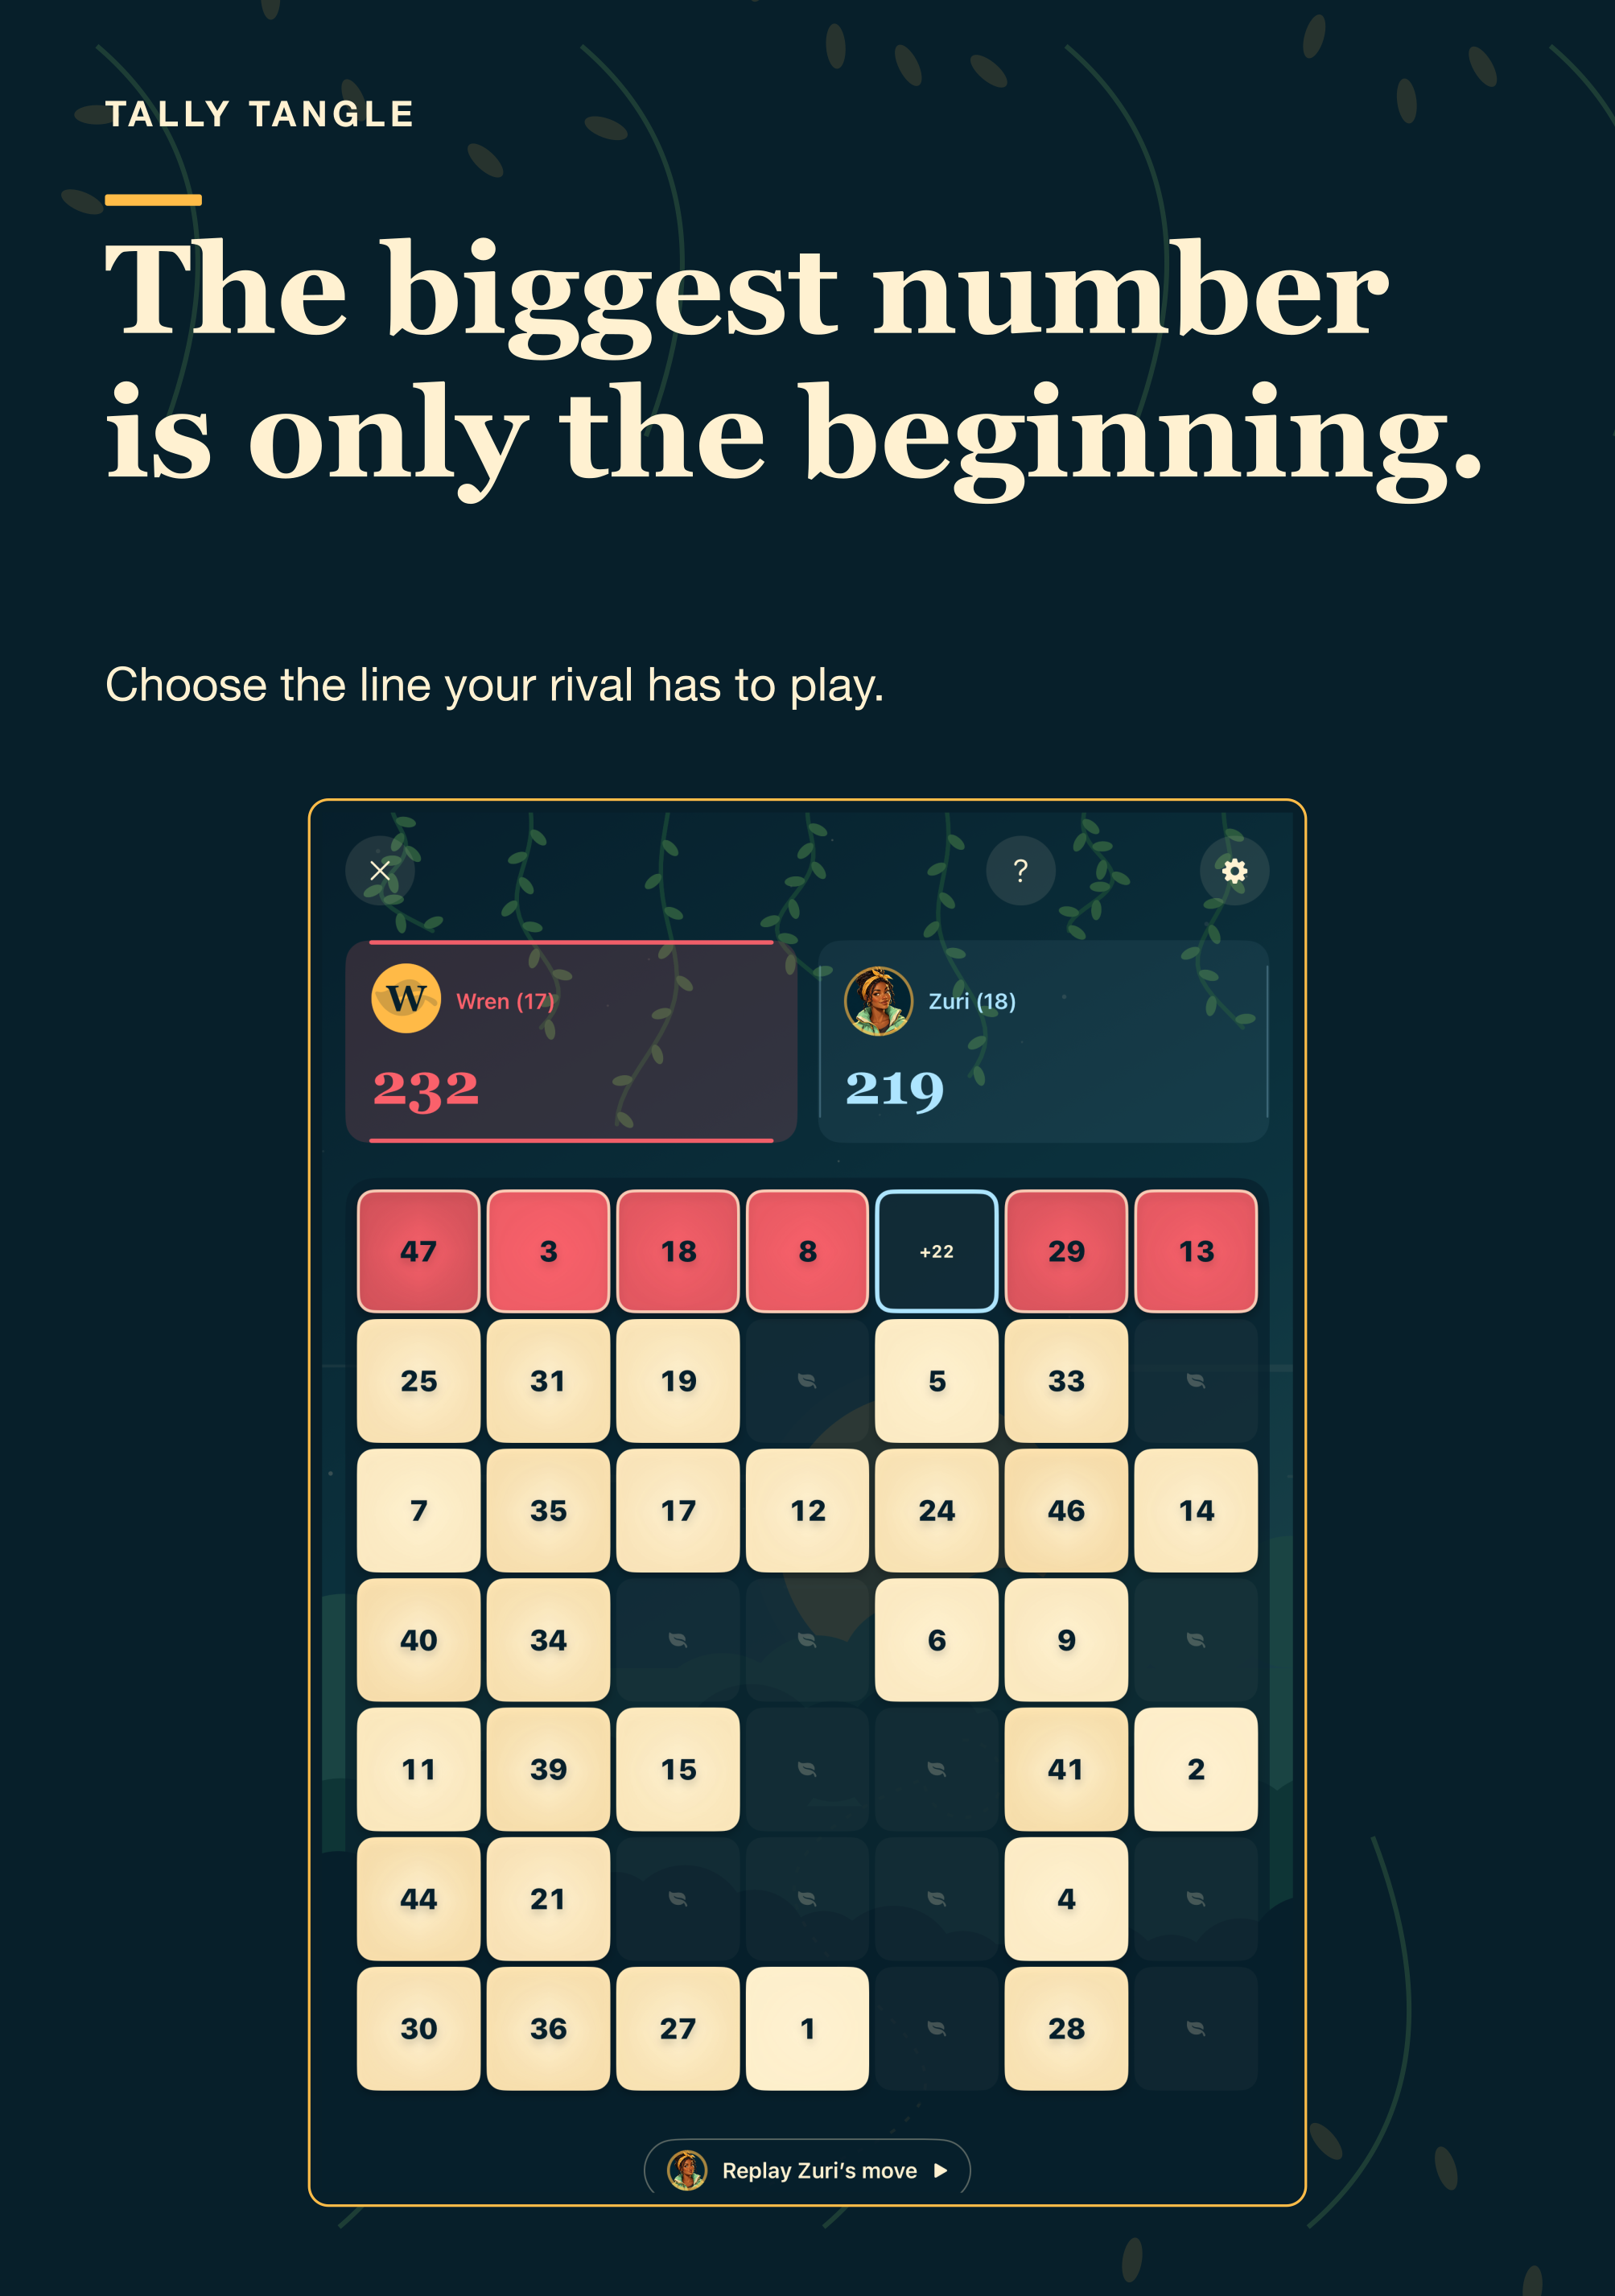 TALLY TANGLE
The biggest number
is only the beginning.
Choose the line your rival has to play.
?
W Wren (17)
232
Zuri (18)
219
47 3 18 8 +22 29 13
25 31 19 5 33
7 35 17 12 24 46 14
40 34 6 9
11 39 15 41 2
44 21 4
30 36 27 1 28
Replay Zuri’s move